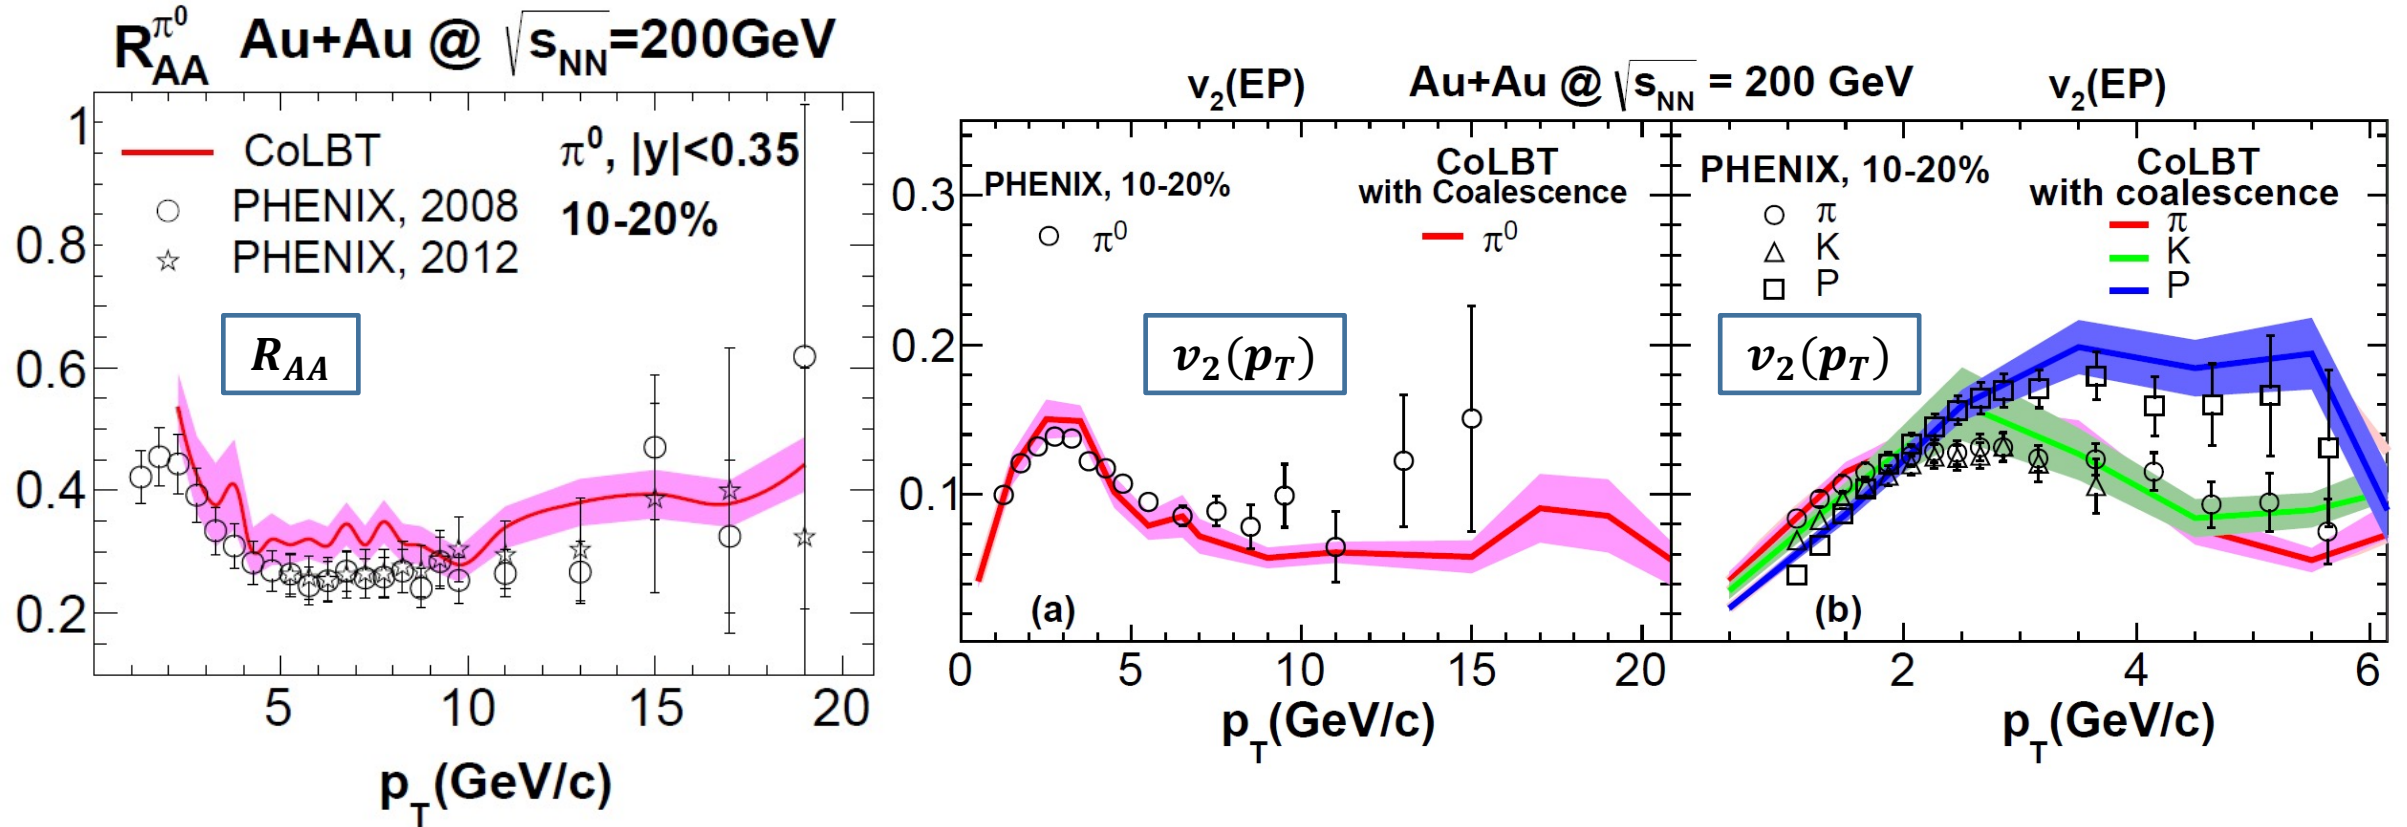 R_AA^π⁰ Au+Au @ √s_NN=200GeV
1
0.8
0.6
0.4
0.2
CoLBT
PHENIX, 2008
PHENIX, 2012
π⁰, |y|<0.35
10-20%
R_AA
5 10 15 20
p_T(GeV/c)
v₂(EP) Au+Au @ √s_NN = 200 GeV v₂(EP)
0.3
0.2
0.1
PHENIX, 10-20%
π⁰
CoLBT
with Coalescence
π⁰
v₂(p_T)
(a)
0 5 10 15 20
p_T(GeV/c)
PHENIX, 10-20%
π
K
P
CoLBT
with coalescence
π
K
P
v₂(p_T)
(b)
2 4 6
p_T(GeV/c)